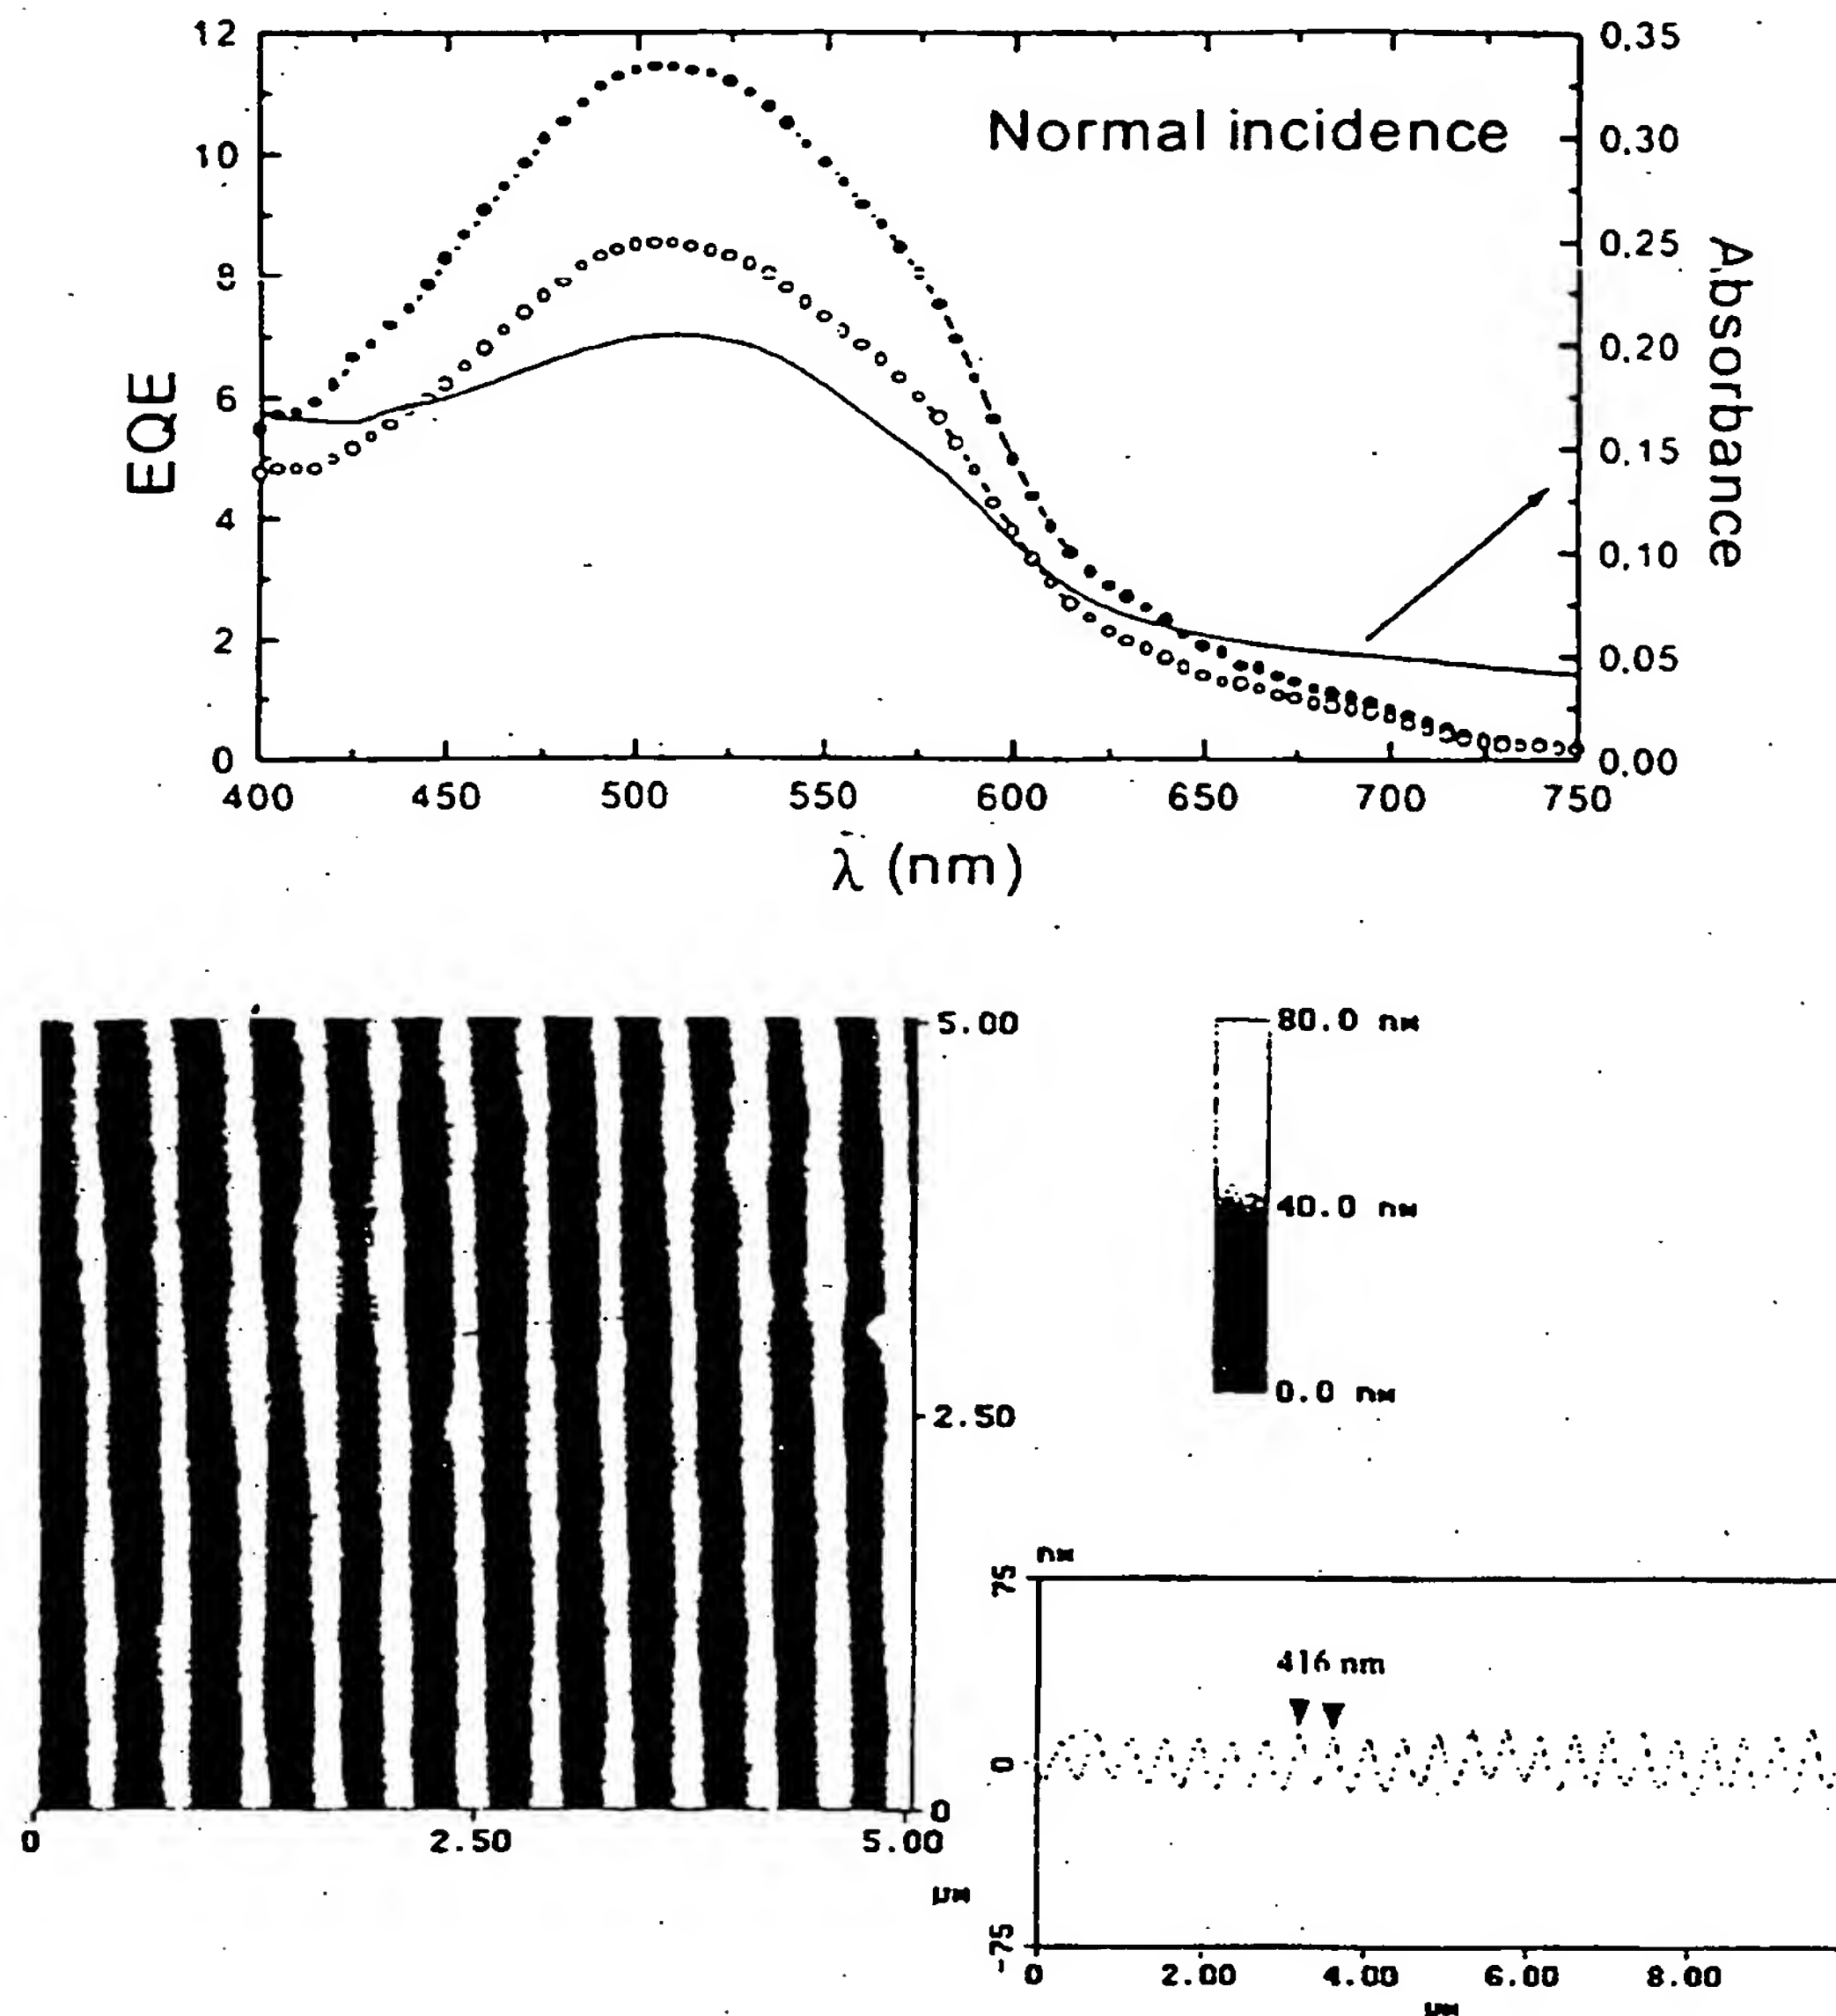 12
10
8
6
4
2
0
EQE
Normal incidence
0.35
0.30
0.25
0.20
0.15
0.10
0.05
0.00
Absorbance
400 450 500 550 600 650 700 750
λ (nm)
5.00
2.50
0
0 2.50 5.00
μm
80.0 nm
40.0 nm
0.0 nm
nm
75
0
-75
416 nm
0 2.00 4.00 6.00 8.00
μm